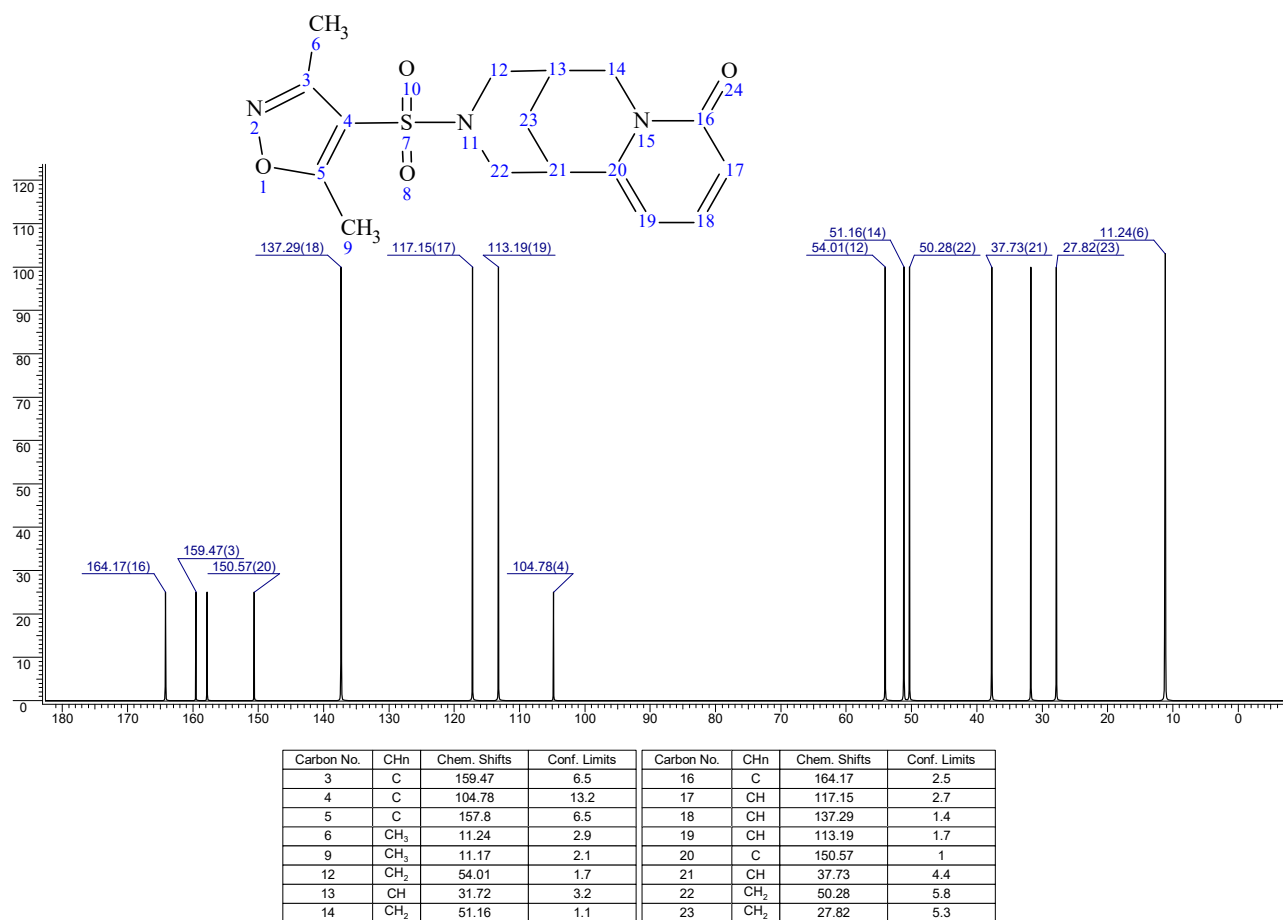 CH3
6
3
N
2
O
1
4
5
CH3
9
O
10
S
7
O
8
N
11
12
13
14
23
22
21
20
N
15
16
O
24
17
18
19
120
110
100
90
80
70
60
50
40
30
20
10
0
164.17(16)
159.47(3)
150.57(20)
137.29(18)
117.15(17)
113.19(19)
104.78(4)
51.16(14)
54.01(12)
50.28(22)
37.73(21)
27.82(23)
11.24(6)
180 170 160 150 140 130 120 110 100 90 80 70 60 50 40 30 20 10 0
Carbon No. CHn Chem. Shifts Conf. Limits Carbon No. CHn Chem. Shifts Conf. Limits
3 C 159.47 6.5 16 C 164.17 2.5
4 C 104.78 13.2 17 CH 117.15 2.7
5 C 157.8 6.5 18 CH 137.29 1.4
6 CH3 11.24 2.9 19 CH 113.19 1.7
9 CH3 11.17 2.1 20 C 150.57 1
12 CH2 54.01 1.7 21 CH 37.73 4.4
13 CH 31.72 3.2 22 CH2 50.28 5.8
14 CH2 51.16 1.1 23 CH2 27.82 5.3